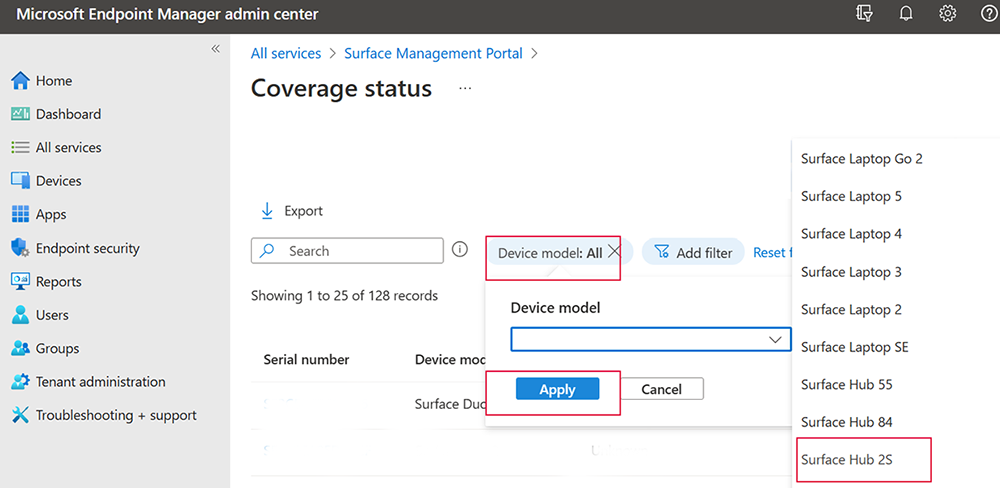 Microsoft Endpoint Manager admin center
«
Home
Dashboard
All services
Devices
Apps
Endpoint security
Reports
Users
Groups
Tenant administration
Troubleshooting + support
All services > Surface Management Portal >
Coverage status ...
Export
Search
Device model: All
Add filter
Reset
Showing 1 to 25 of 128 records
Device model
Serial number
Surface
Apply
Cancel
Surface Laptop Go 2
Surface Laptop 5
Surface Laptop 4
Surface Laptop 3
Surface Laptop 2
Surface Laptop SE
Surface Hub 55
Surface Hub 84
Surface Hub 2S